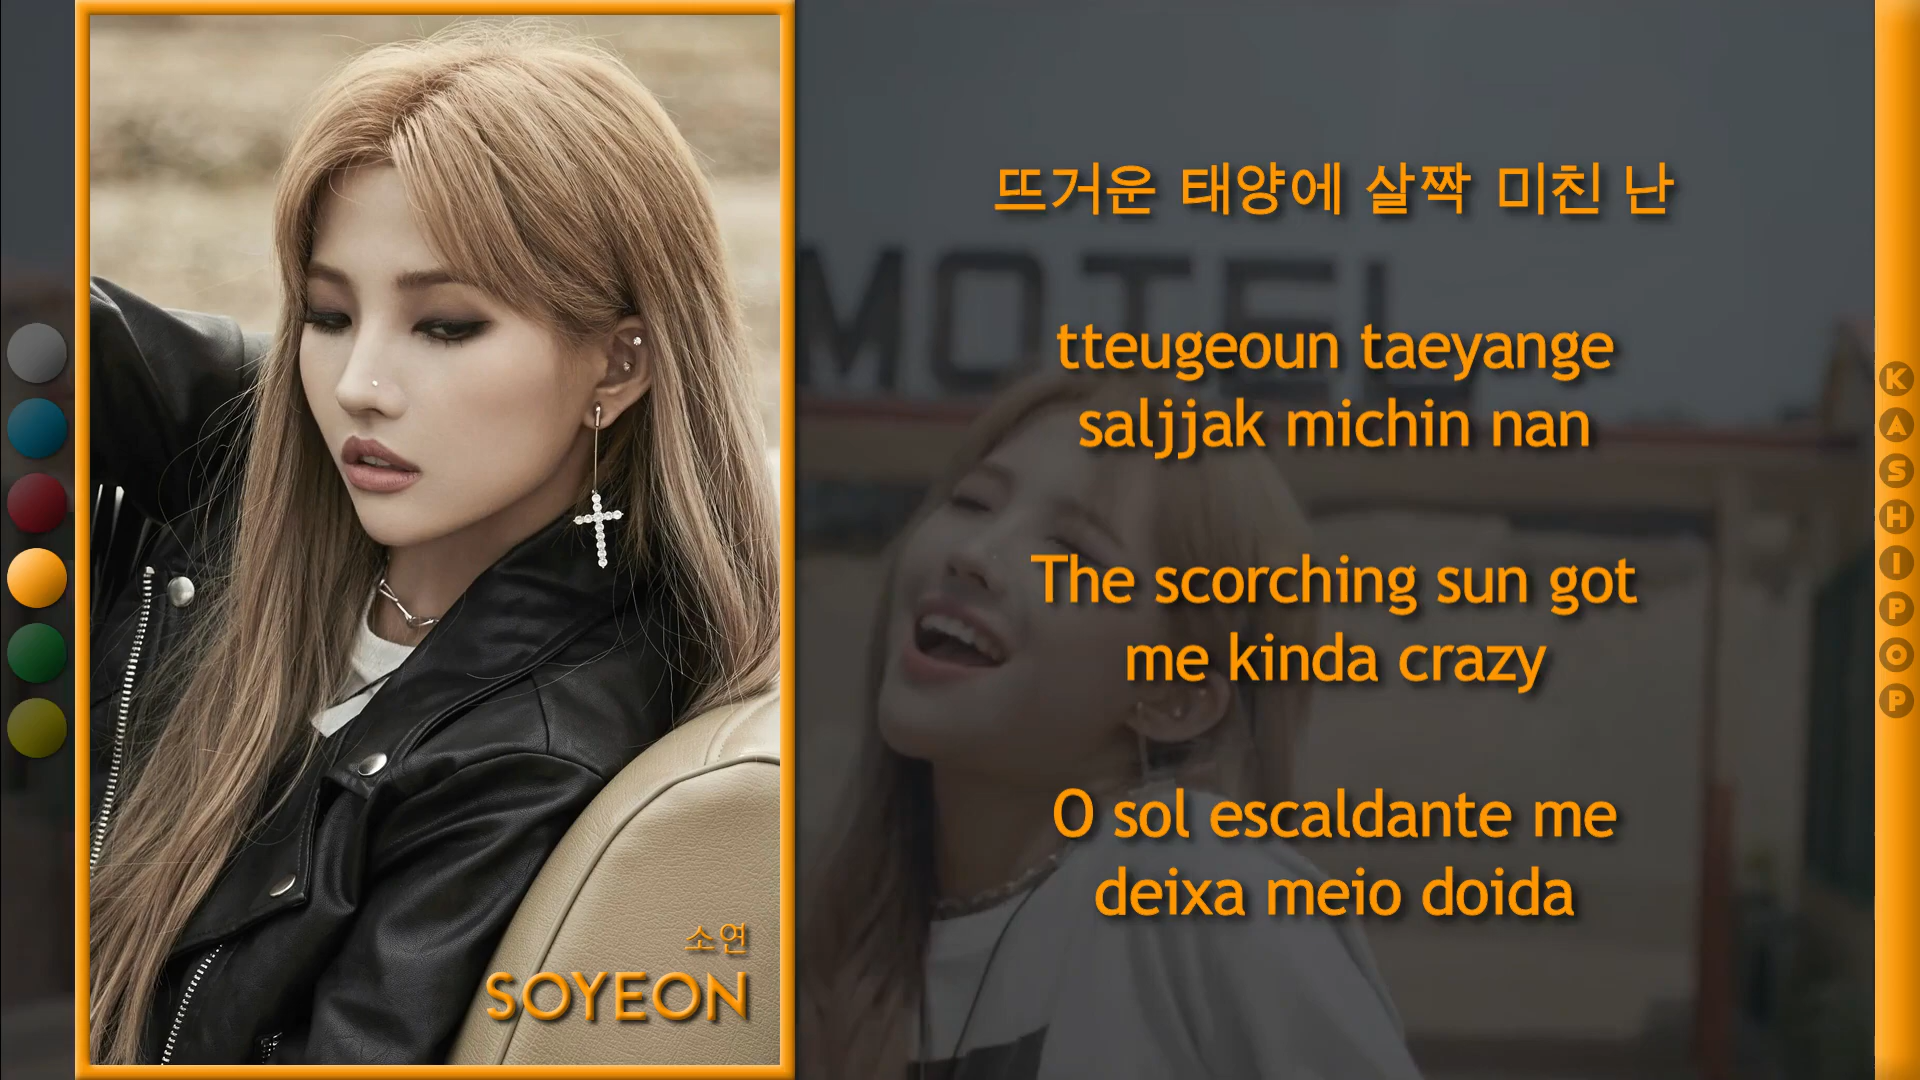 뜨거운 태양에 살짝 미친 난
MOTEL
tteugeoun taeyange
saljjak michin nan
The scorching sun got
me kinda crazy
O sol escaldante me
deixa meio doida
소연
SOYEON
KASHIPOP